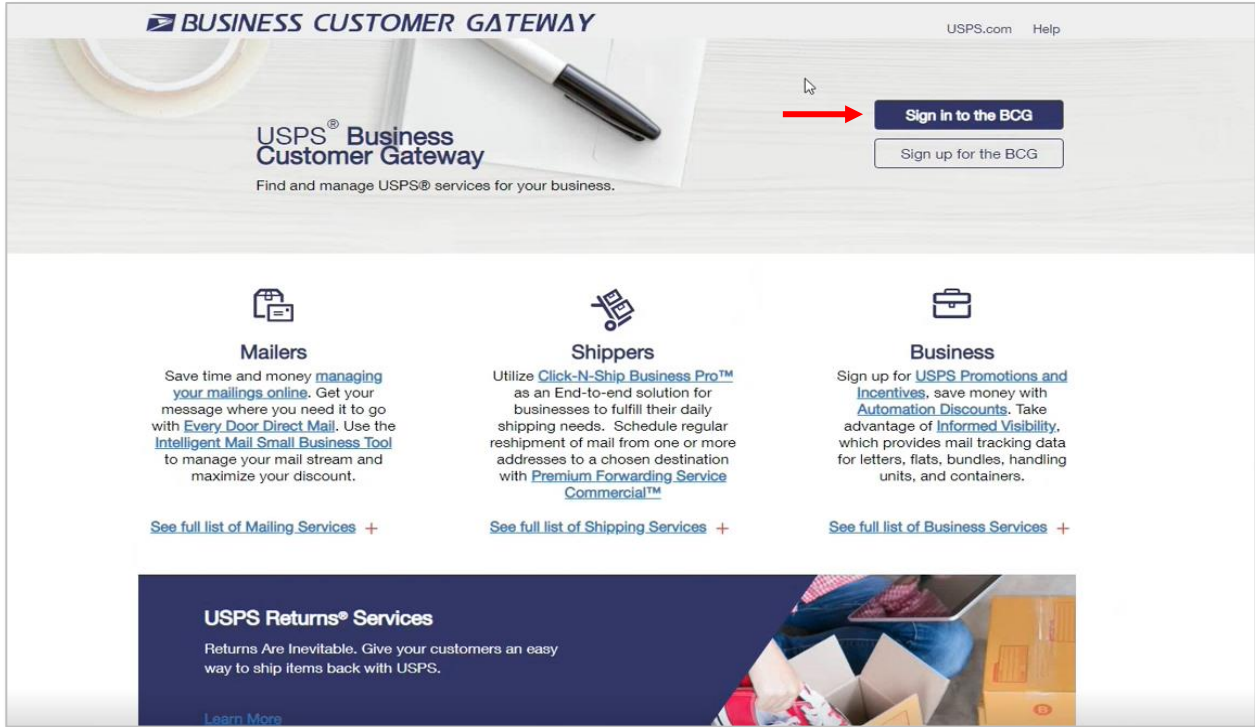 BUSINESS CUSTOMER GATEWAY
USPS.com Help
Sign in to the BCG
Sign up for the BCG
USPS® Business
Customer Gateway
Find and manage USPS® services for your business.
Mailers
Save time and money managing
your mailings online. Get your
message where you need it to go
with Every Door Direct Mail. Use the
Intelligent Mail Small Business Tool
to manage your mail stream and
maximize your discount.
See full list of Mailing Services +
Shippers
Utilize Click-N-Ship Business Pro™
as an End-to-end solution for
businesses to fulfill their daily
shipping needs. Schedule regular
reshipment of mail from one or more
addresses to a chosen destination
with Premium Forwarding Service
Commercial™
See full list of Shipping Services +
Business
Sign up for USPS Promotions and
Incentives, save money with
Automation Discounts. Take
advantage of Informed Visibility,
which provides mail tracking data
for letters, flats, bundles, handling
units, and containers.
See full list of Business Services +
USPS Returns® Services
Returns Are Inevitable. Give your customers an easy
way to ship items back with USPS.
Learn More